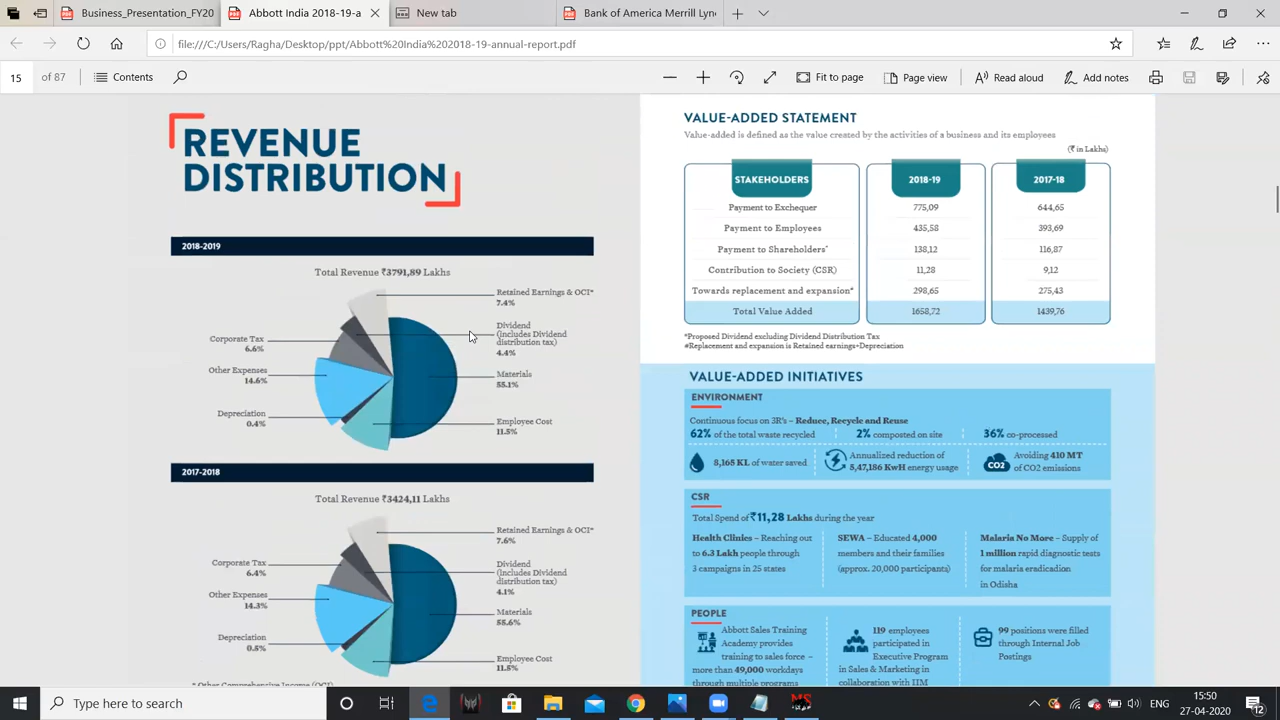 Business_Presentation_FY20
Abbott India 2018-19-a
New tab
Bank of America Merrill Lyn
file:///C:/Users/Ragha/Desktop/ppt/Abbott%20India%202018-19-annual-report.pdf
15 of 87
Contents
Fit to page
Page view
Read aloud
Add notes
REVENUE
DISTRIBUTION
2018-2019
Total Revenue ₹3791,89 Lakhs
Retained Earnings & OCI*
7.4%
Dividend
(includes Dividend
distribution tax)
4.4%
Corporate Tax
6.6%
Other Expenses
14.6%
Materials
55.1%
Depreciation
0.4%
Employee Cost
11.5%
2017-2018
Total Revenue ₹3424,11 Lakhs
Retained Earnings & OCI*
7.6%
Corporate Tax
6.4%
Dividend
(includes Dividend
distribution tax)
4.1%
Other Expenses
14.3%
Materials
55.6%
Depreciation
0.5%
Employee Cost
11.5%
* Other Comprehensive Income (OCI)
VALUE-ADDED STATEMENT
Value-added is defined as the value created by the activities of a business and its employees
(₹ in Lakhs)
STAKEHOLDERS 2018-19 2017-18
Payment to Exchequer 775,09 644,65
Payment to Employees 435,58 393,69
Payment to Shareholders* 138,12 116,87
Contribution to Society (CSR) 11,28 9,12
Towards replacement and expansion# 298,65 275,43
Total Value Added 1658,72 1439,76
*Proposed Dividend excluding Dividend Distribution Tax
#Replacement and expansion is Retained earnings+Depreciation
VALUE-ADDED INITIATIVES
ENVIRONMENT
Continuous focus on 3R's – Reduce, Recycle and Reuse
62% of the total waste recycled
2% composted on site
36% co-processed
8,165 KL of water saved
Annualized reduction of
5,47,186 KwH energy usage
CO2
Avoiding 410 MT
of CO2 emissions
CSR
Total Spend of ₹11,28 Lakhs during the year
Health Clinics – Reaching out
to 6.3 Lakh people through
3 campaigns in 25 states
SEWA – Educated 4,000
members and their families
(approx. 20,000 participants)
Malaria No More – Supply of
1 million rapid diagnostic tests
for malaria eradication
in Odisha
PEOPLE
Abbott Sales Training
Academy provides
training to sales force –
more than 49,000 workdays
through multiple programs
119 employees
participated in
Executive Program
in Sales & Marketing in
collaboration with IIM
99 positions were filled
through Internal Job
Postings
Type here to search
ENG
15:50
27-04-2020
2